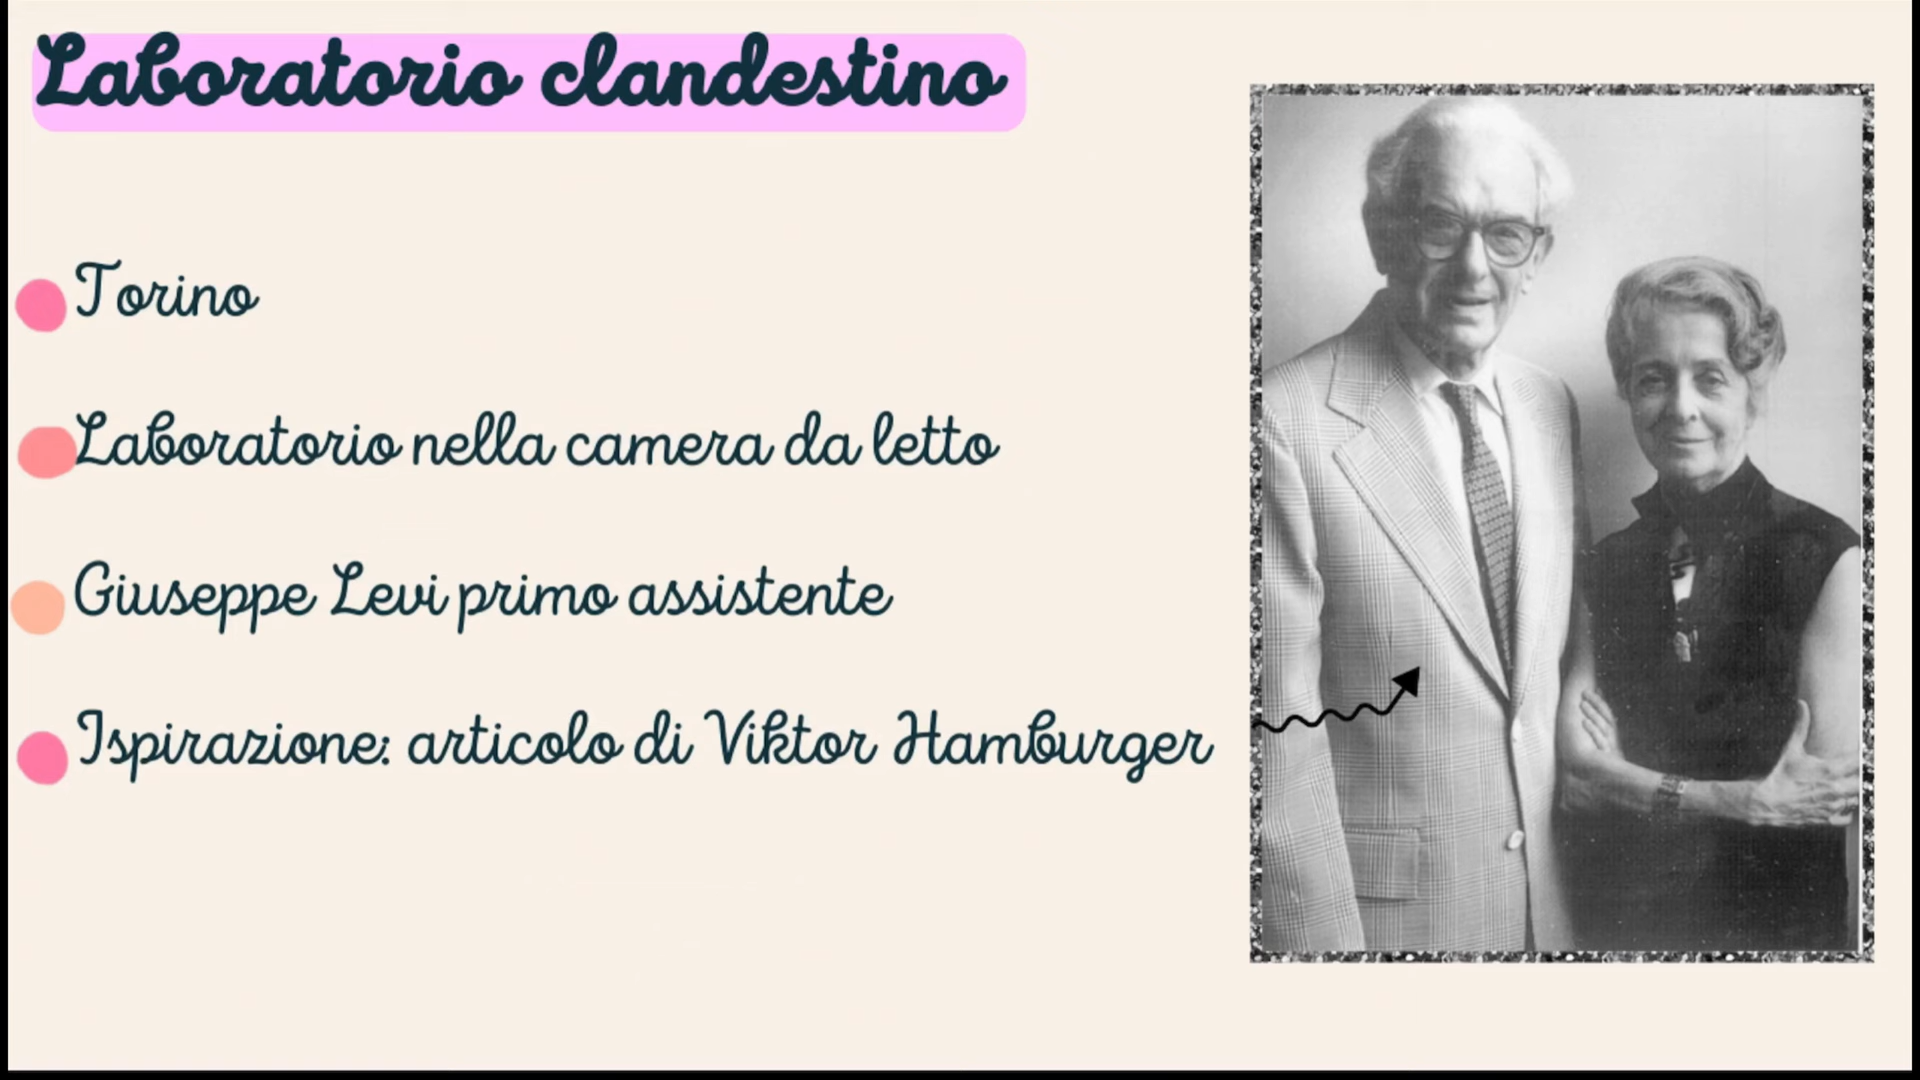 Laboratorio clandestino
Torino
Laboratorio nella camera da letto
Giuseppe Levi primo assistente
Ispirazione: articolo di Viktor Hamburger